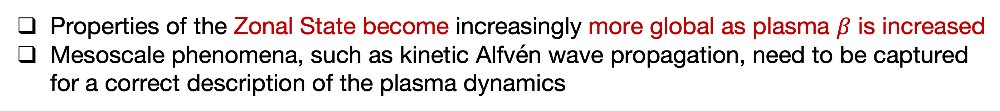 ❑ Properties of the Zonal State become increasingly more global as plasma β is increased
❑ Mesoscale phenomena, such as kinetic Alfvén wave propagation, need to be captured
for a correct description of the plasma dynamics